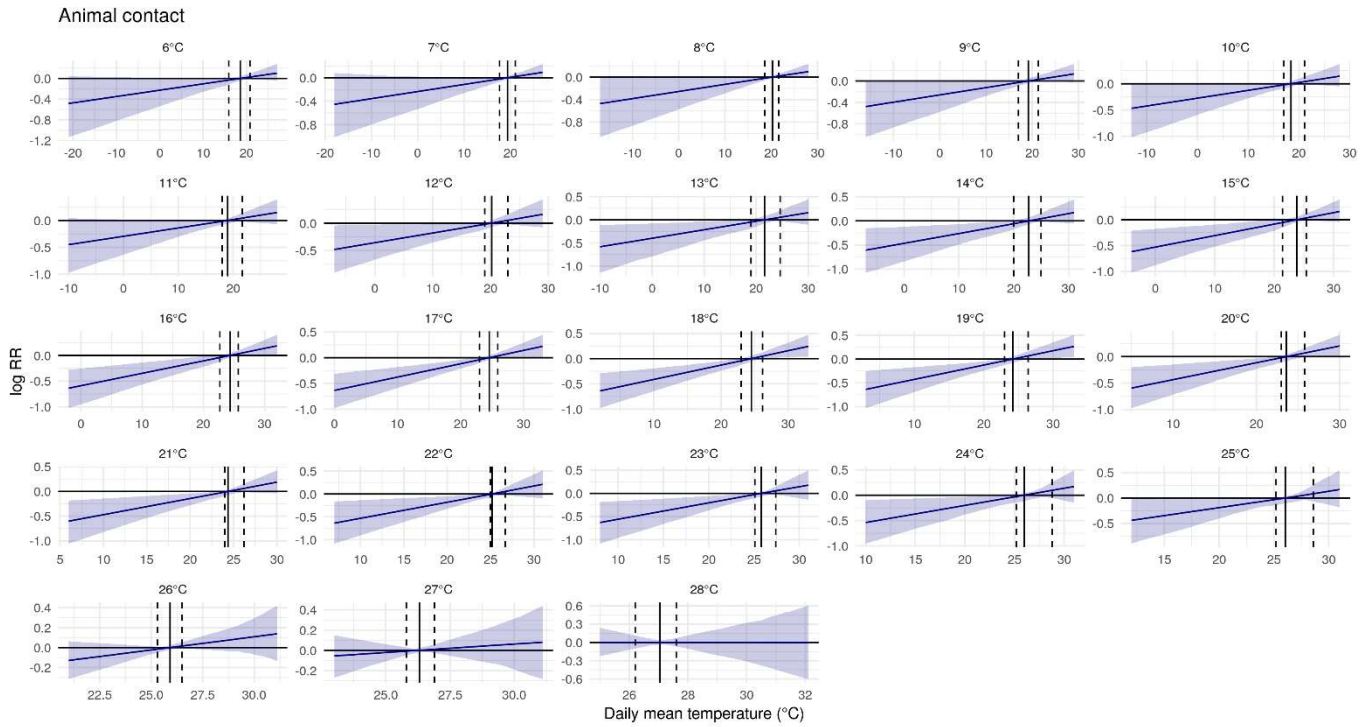 Animal contact
6°C 7°C 8°C 9°C 10°C
0.0 -0.4 -0.8 -1.2
0.0 -0.4 -0.8
0.0 -0.4 -0.8
0.0 -0.4 -0.8
0.0 -0.5 -1.0
-20 -10 0 10 20
-20 -10 0 10 20
-10 0 10 20 30
-10 0 10 20 30
-10 0 10 20 30
11°C 12°C 13°C 14°C 15°C
0.0 -0.5 -1.0
0.0 -0.5
0.5 0.0 -0.5 -1.0
0.5 0.0 -0.5 -1.0
0.5 0.0 -0.5 -1.0
-10 0 10 20
0 10 20 30
-10 0 10 20 30
0 10 20 30
0 10 20 30
log RR
16°C 17°C 18°C 19°C 20°C
0.0 -0.5 -1.0
0.5 0.0 -0.5 -1.0
0.5 0.0 -0.5 -1.0
0.5 0.0 -0.5 -1.0
0.5 0.0 -0.5 -1.0
0 10 20 30
0 10 20 30
10 20 30
10 20 30
10 20 30
21°C 22°C 23°C 24°C 25°C
0.5 0.0 -0.5 -1.0
0.5 0.0 -0.5 -1.0
0.5 0.0 -0.5 -1.0
0.5 0.0 -0.5 -1.0
0.5 0.0 -0.5
5 10 15 20 25 30
10 15 20 25 30
10 15 20 25 30
10 15 20 25 30
15 20 25 30
26°C 27°C 28°C
0.4 0.2 0.0 -0.2
0.4 0.2 0.0 -0.2
0.6 0.3 0.0 -0.3 -0.6
22.5 25.0 27.5 30.0
25.0 27.5 30.0
26 28 30 32
Daily mean temperature (°C)